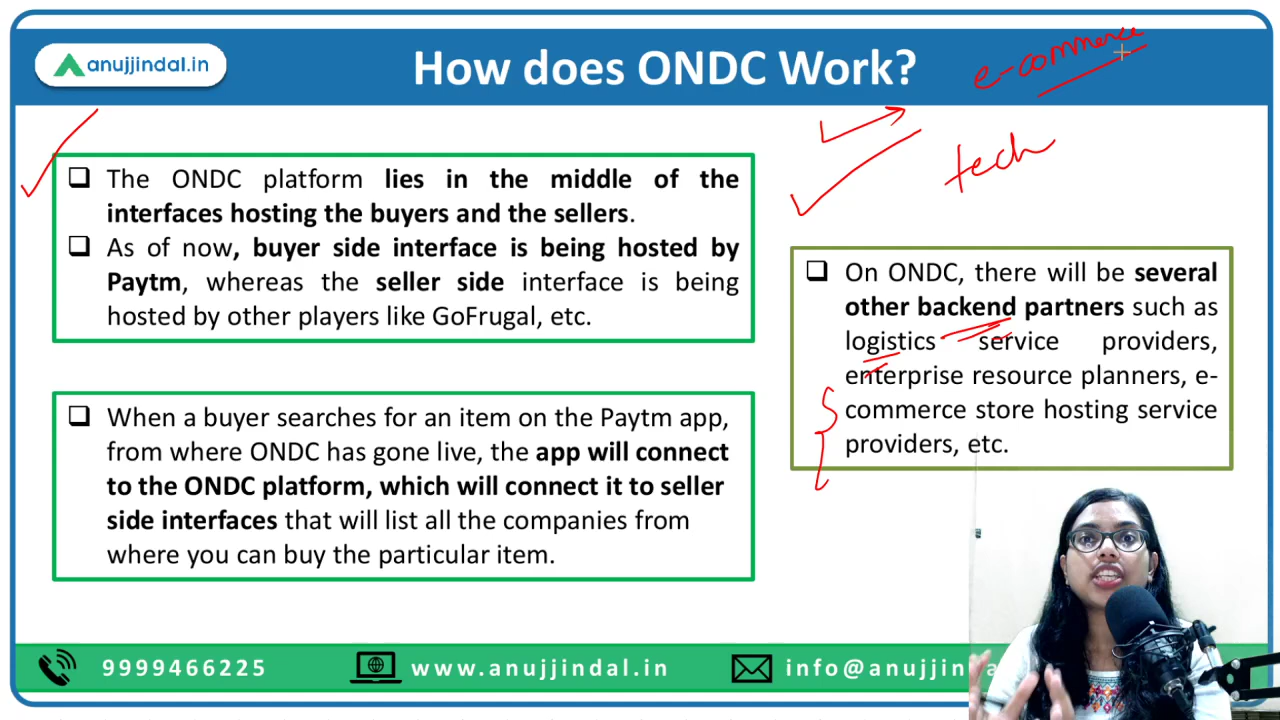 anujjindal.in
How does ONDC Work?
e-commerce
tech
The ONDC platform lies in the middle of the
interfaces hosting the buyers and the sellers.
As of now, buyer side interface is being hosted by
Paytm, whereas the seller side interface is being
hosted by other players like GoFrugal, etc.
When a buyer searches for an item on the Paytm app,
from where ONDC has gone live, the app will connect
to the ONDC platform, which will connect it to seller
side interfaces that will list all the companies from
where you can buy the particular item.
On ONDC, there will be several
other backend partners such as
logistics service providers,
enterprise resource planners, e-
commerce store hosting service
providers, etc.
9999466225
www.anujjindal.in
info@anujjin